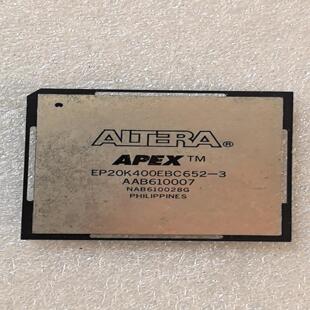 ALTERA®
APEX™
EP20K400EBC652-3
AAB610007
NAB610028G
PHILIPPINES